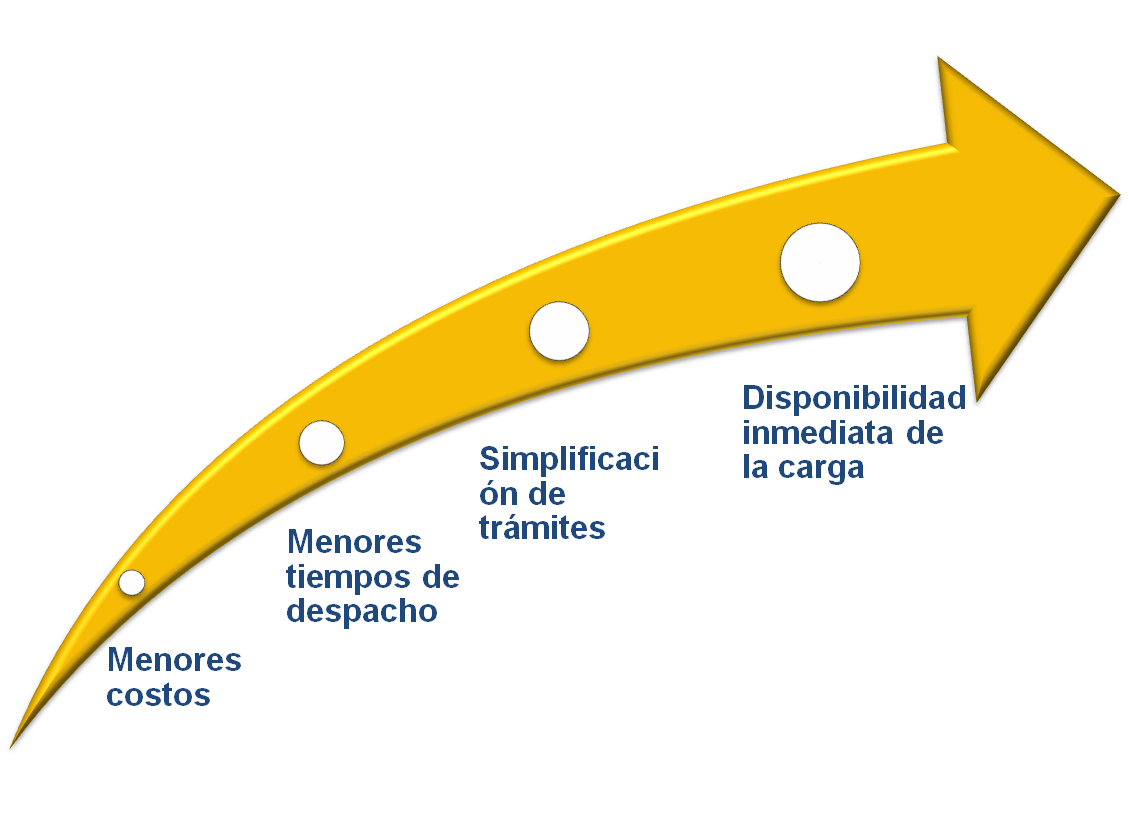 Menores
costos
Menores
tiempos de
despacho
Simplificaci
ón de
trámites
Disponibilidad
inmediata de
la carga